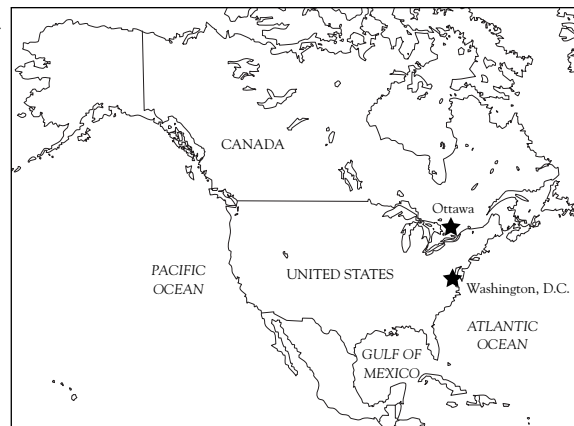 CANADA
Ottawa
PACIFIC
OCEAN
UNITED STATES
Washington, D.C.
ATLANTIC
OCEAN
GULF OF
MEXICO